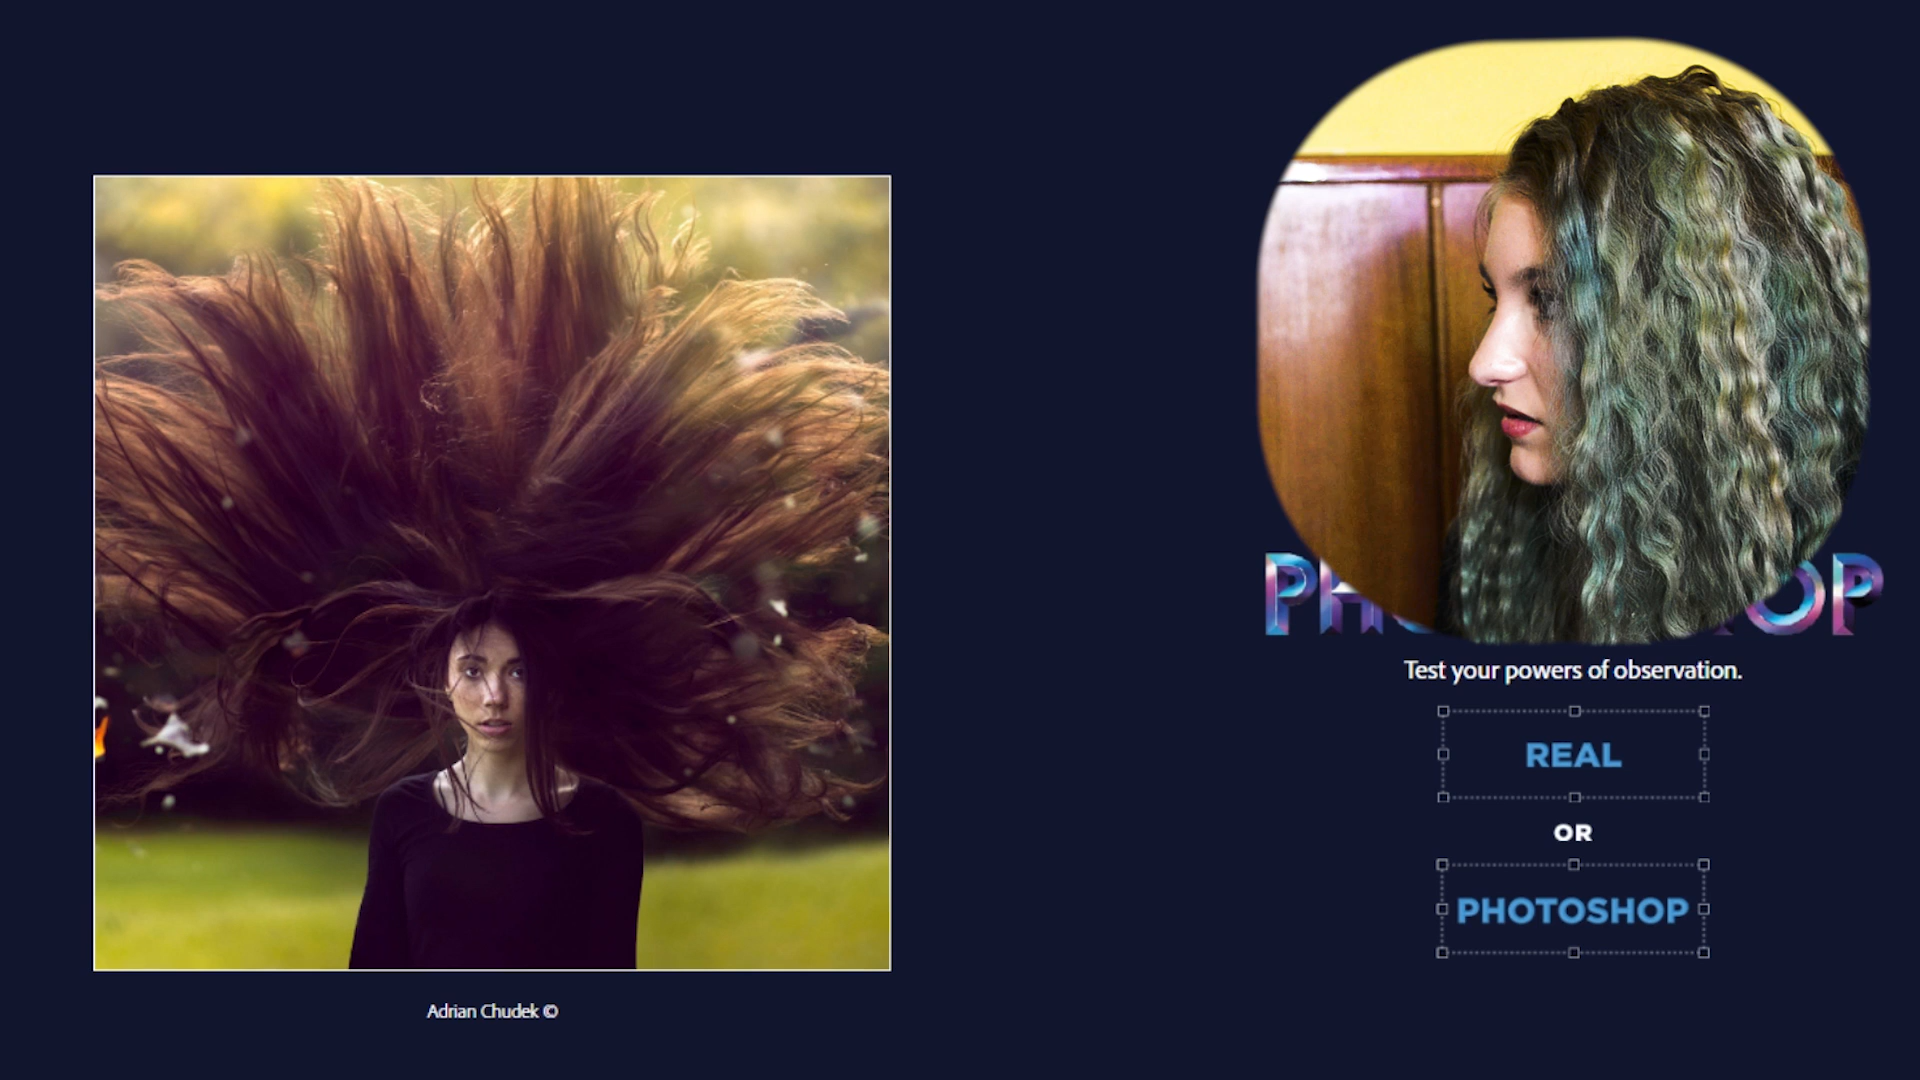 Test your powers of observation.
REAL
OR
PHOTOSHOP
Adrian Chudek ©